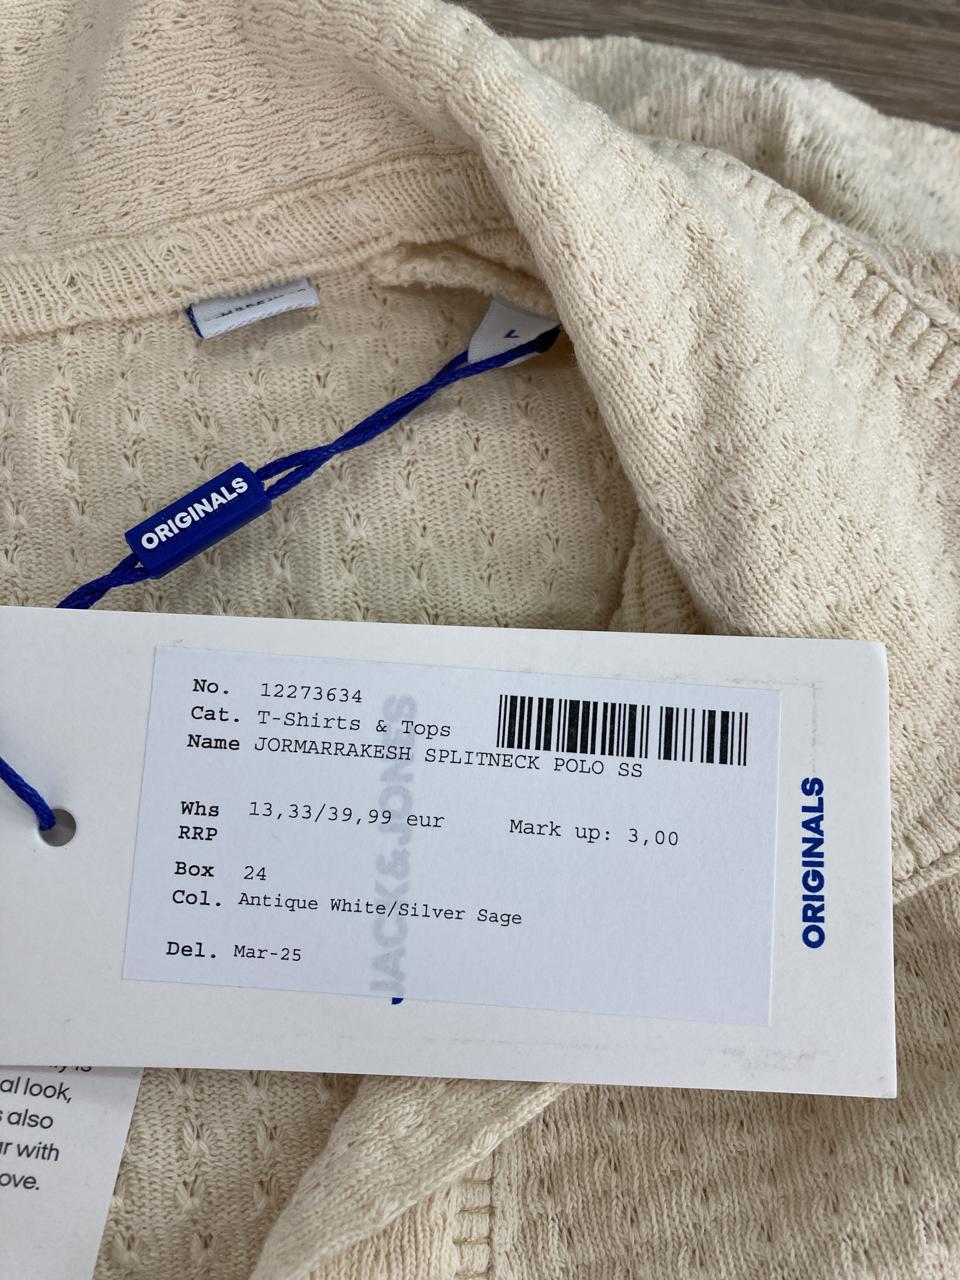 L
ORIGINALS
No. 12273634
Cat. T-Shirts & Tops
Name JORMARRAKESH SPLITNECK POLO SS
Whs 13,33/39,99 eur Mark up: 3,00
RRP
Box 24
Col. Antique White/Silver Sage
Del. Mar-25
JACK&JONES
ORIGINALS
al look,
also
with
ove.